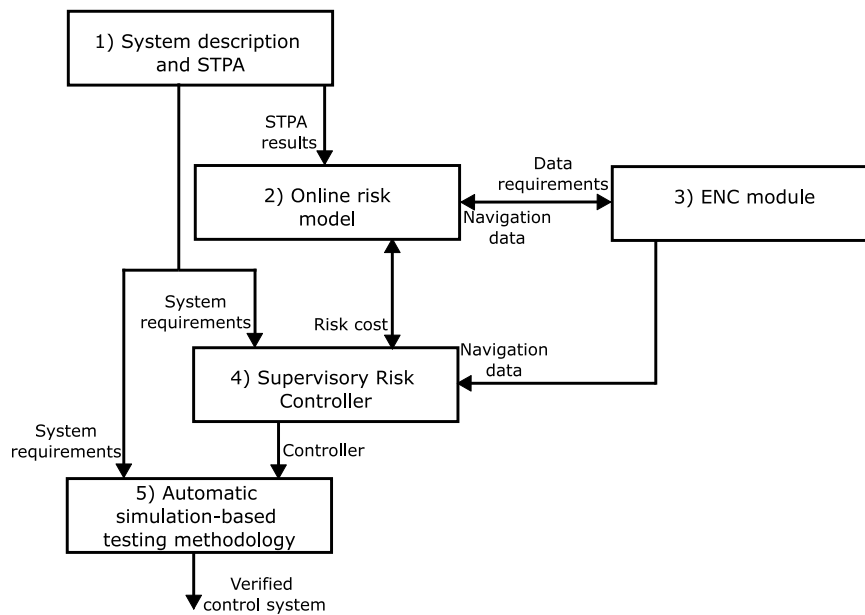 1) System description
and STPA
STPA
results
2) Online risk
model
Data
requirements
Navigation
data
3) ENC module
System
requirements
Risk cost
Navigation
data
4) Supervisory Risk
Controller
System
requirements
Controller
5) Automatic
simulation-based
testing methodology
Verified
control system